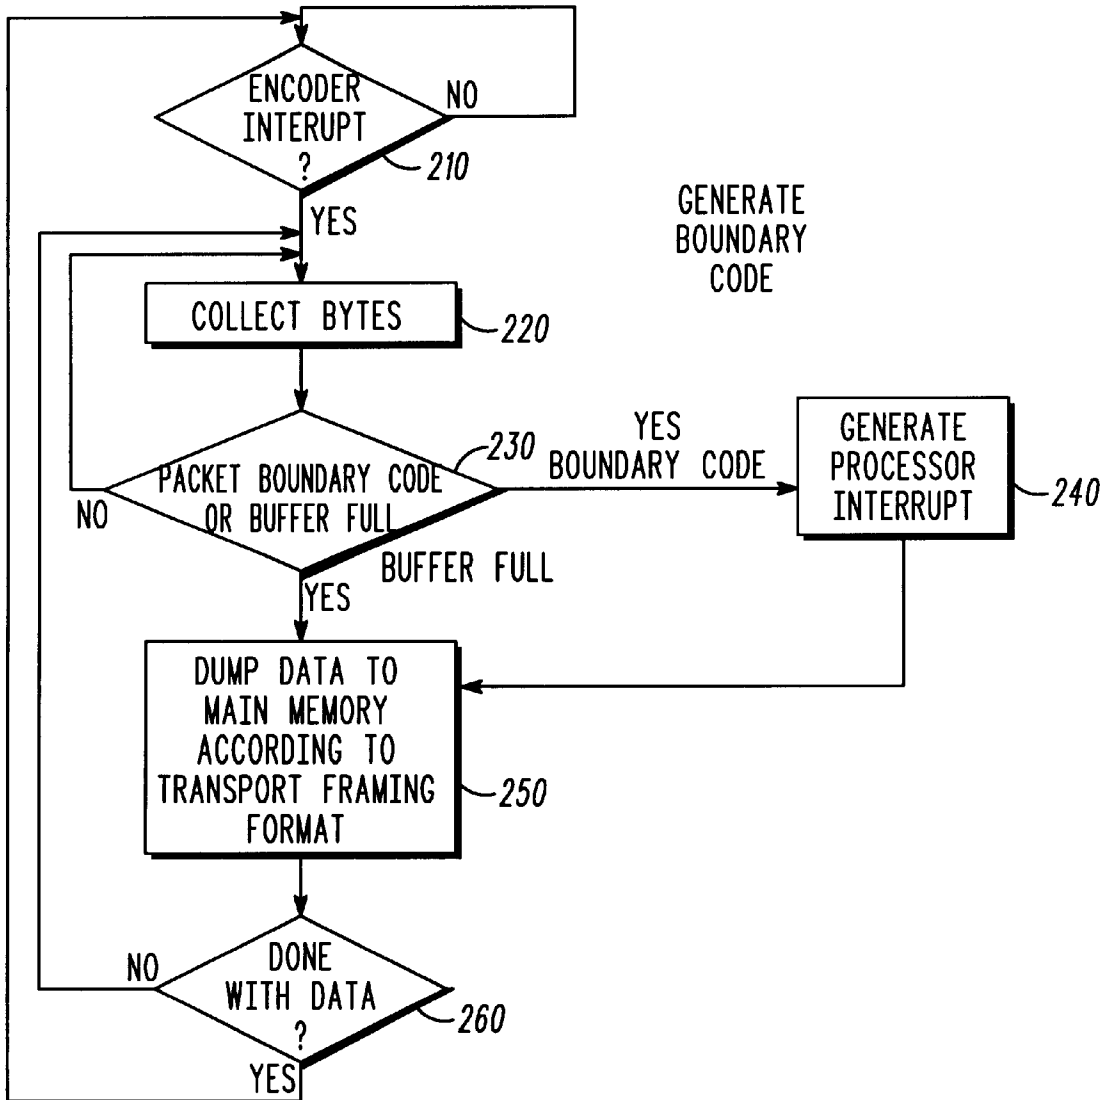 ENCODER
INTERUPT
?
NO
210
YES
GENERATE
BOUNDARY
CODE
COLLECT BYTES
220
PACKET BOUNDARY CODE
OR BUFFER FULL
230
NO
YES
BOUNDARY CODE
GENERATE
PROCESSOR
INTERRUPT
240
BUFFER FULL
YES
DUMP DATA TO
MAIN MEMORY
ACCORDING TO
TRANSPORT FRAMING
FORMAT
250
NO
DONE
WITH DATA
?
260
YES